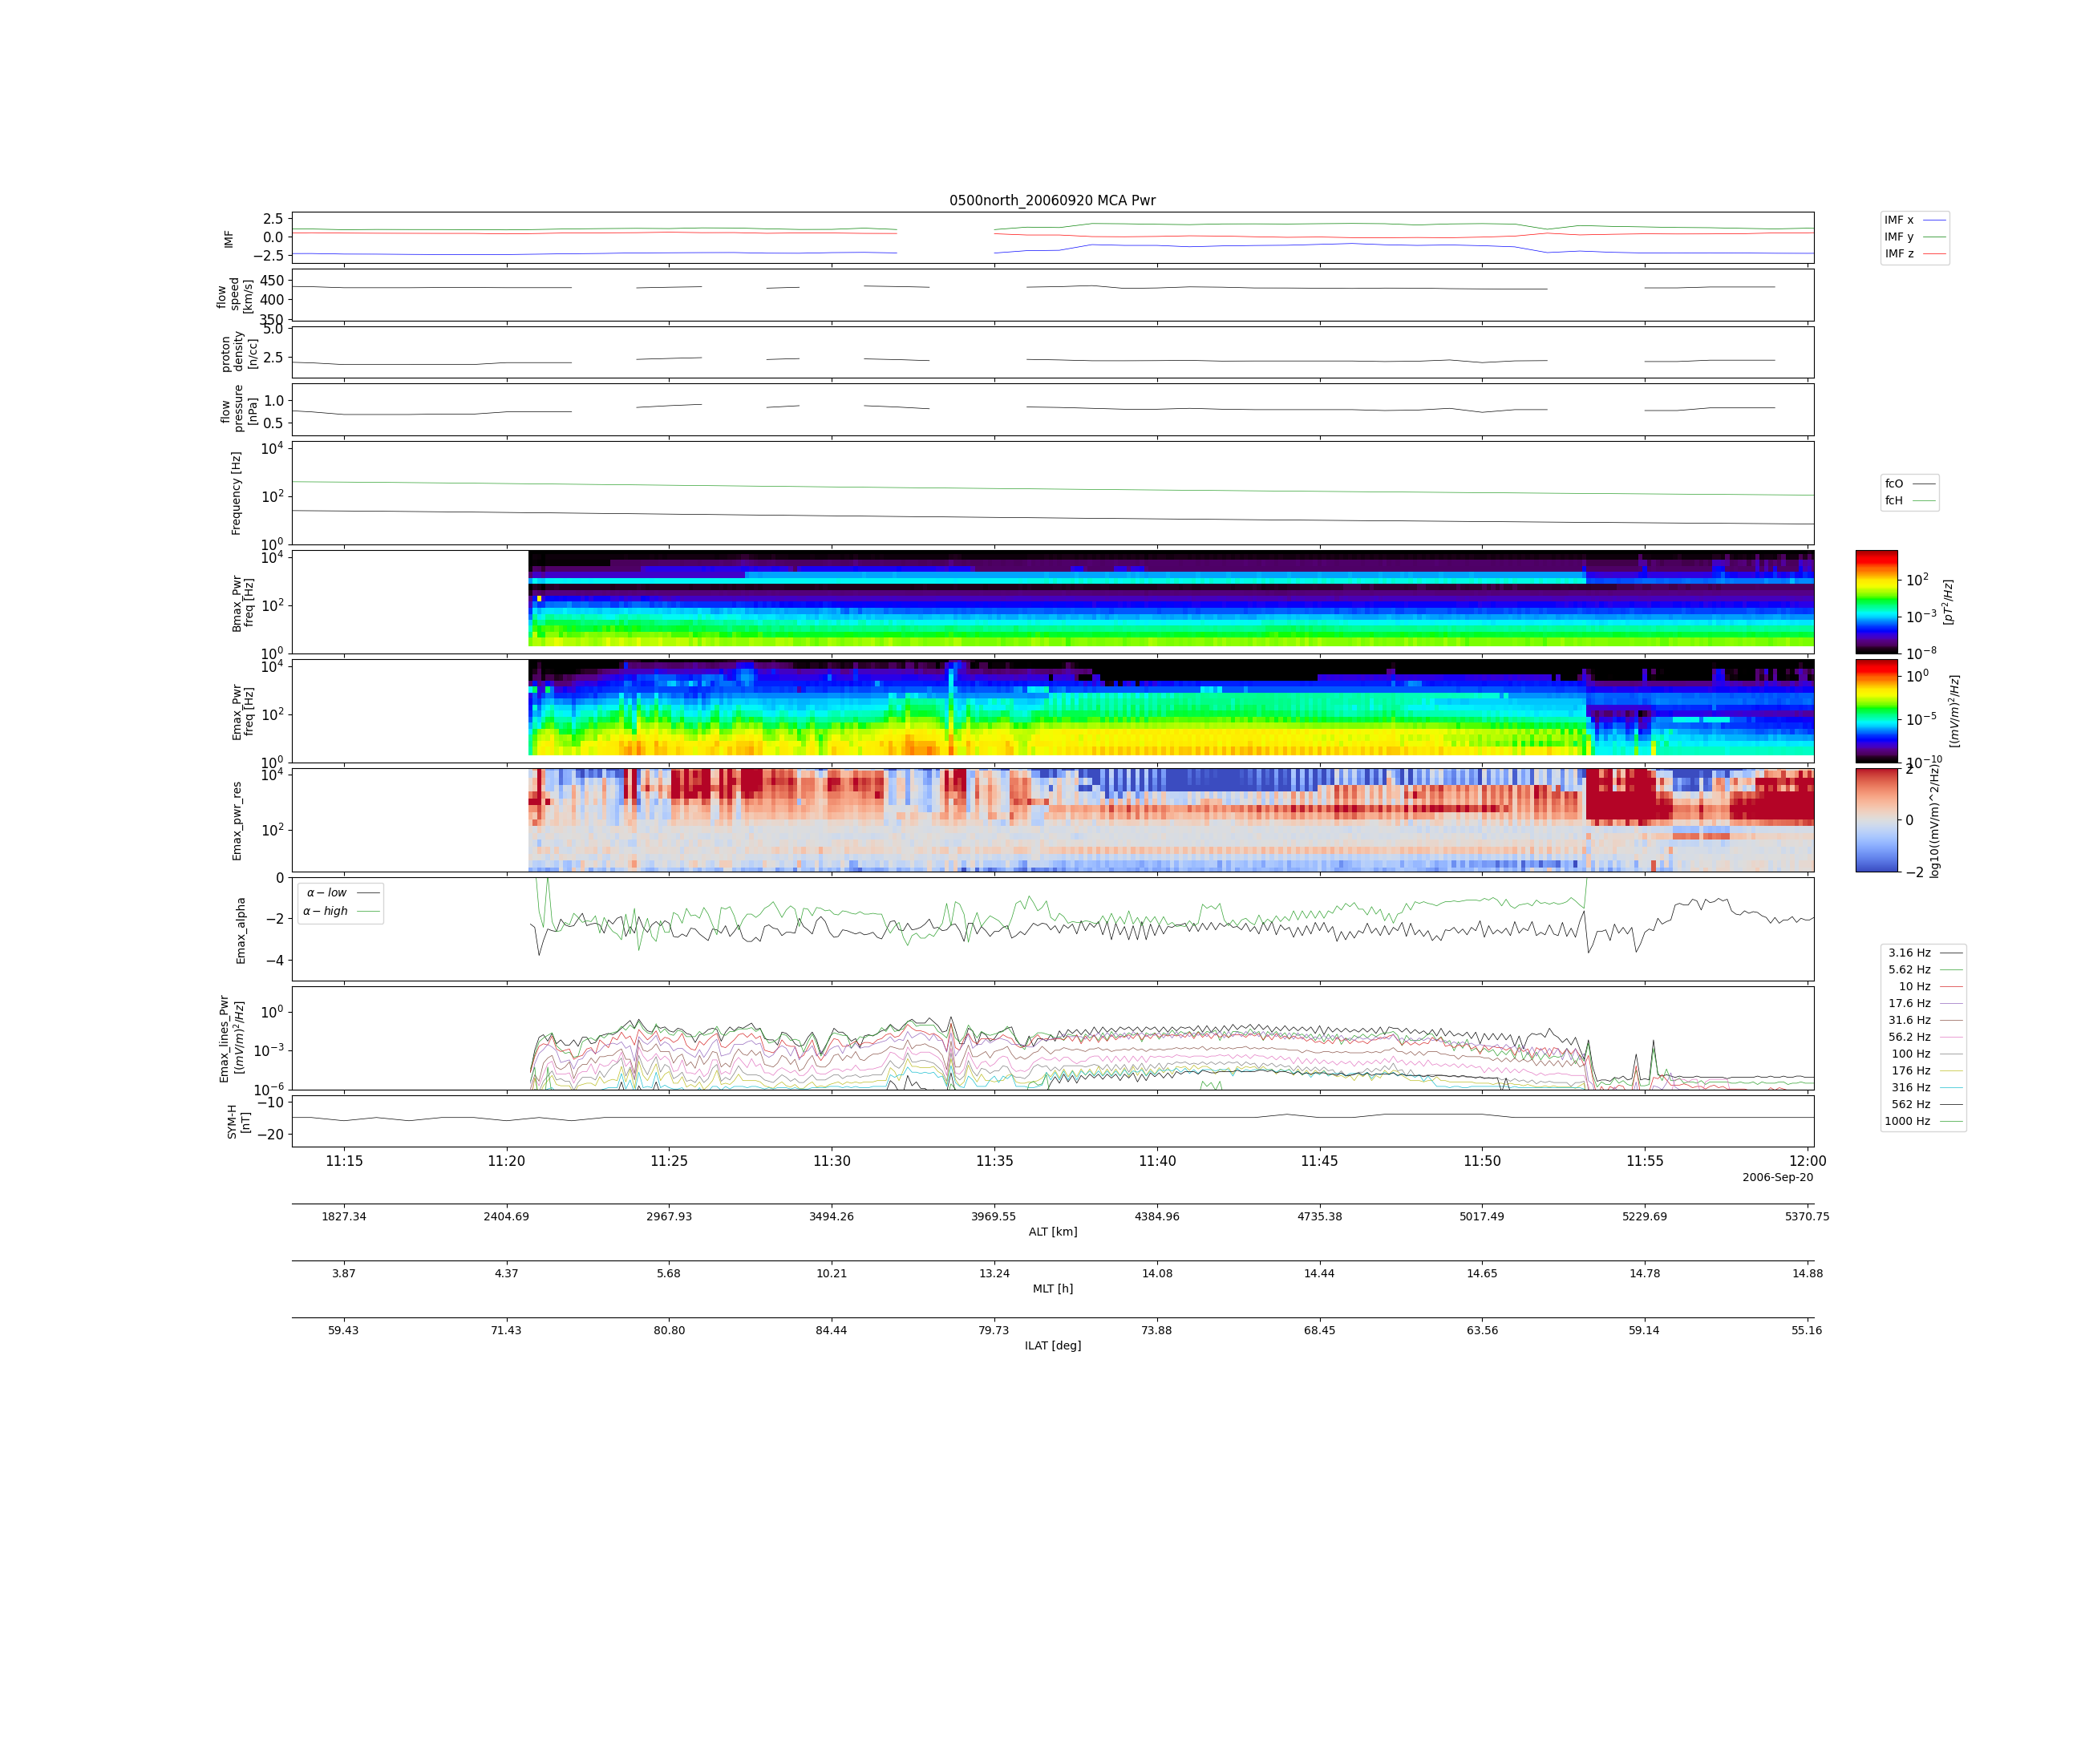 0500north_20060920 MCA Pwr
IMF
2.5
0.0
−2.5
IMF x
IMF y
IMF z
flow
speed
[km/s]
450
400
350
proton
density
[n/cc]
5.0
2.5
flow
pressure
[nPa]
1.0
0.5
Frequency [Hz]
10^4
10^2
10^0
fcO
fcH
Bmax_Pwr
freq [Hz]
10^4
10^2
10^0
10^2
10^−3
10^−8
[pT^2/Hz]
Emax_Pwr
freq [Hz]
10^4
10^2
10^0
10^0
10^−5
10^−10
[(mV/m)^2/Hz]
Emax_pwr_res
10^4
10^2
2
0
−2
log10((mV/m)^2/Hz)
Emax_alpha
0
−2
−4
α − low
α − high
Emax_lines_Pwr
[(mV/m)^2/Hz]
10^0
10^−3
10^−6
3.16 Hz
5.62 Hz
10 Hz
17.6 Hz
31.6 Hz
56.2 Hz
100 Hz
176 Hz
316 Hz
562 Hz
1000 Hz
SYM-H
[nT]
−10
−20
11:15 11:20 11:25 11:30 11:35 11:40 11:45 11:50 11:55 12:00
2006-Sep-20
1827.34 2404.69 2967.93 3494.26 3969.55 4384.96 4735.38 5017.49 5229.69 5370.75
ALT [km]
3.87 4.37 5.68 10.21 13.24 14.08 14.44 14.65 14.78 14.88
MLT [h]
59.43 71.43 80.80 84.44 79.73 73.88 68.45 63.56 59.14 55.16
ILAT [deg]